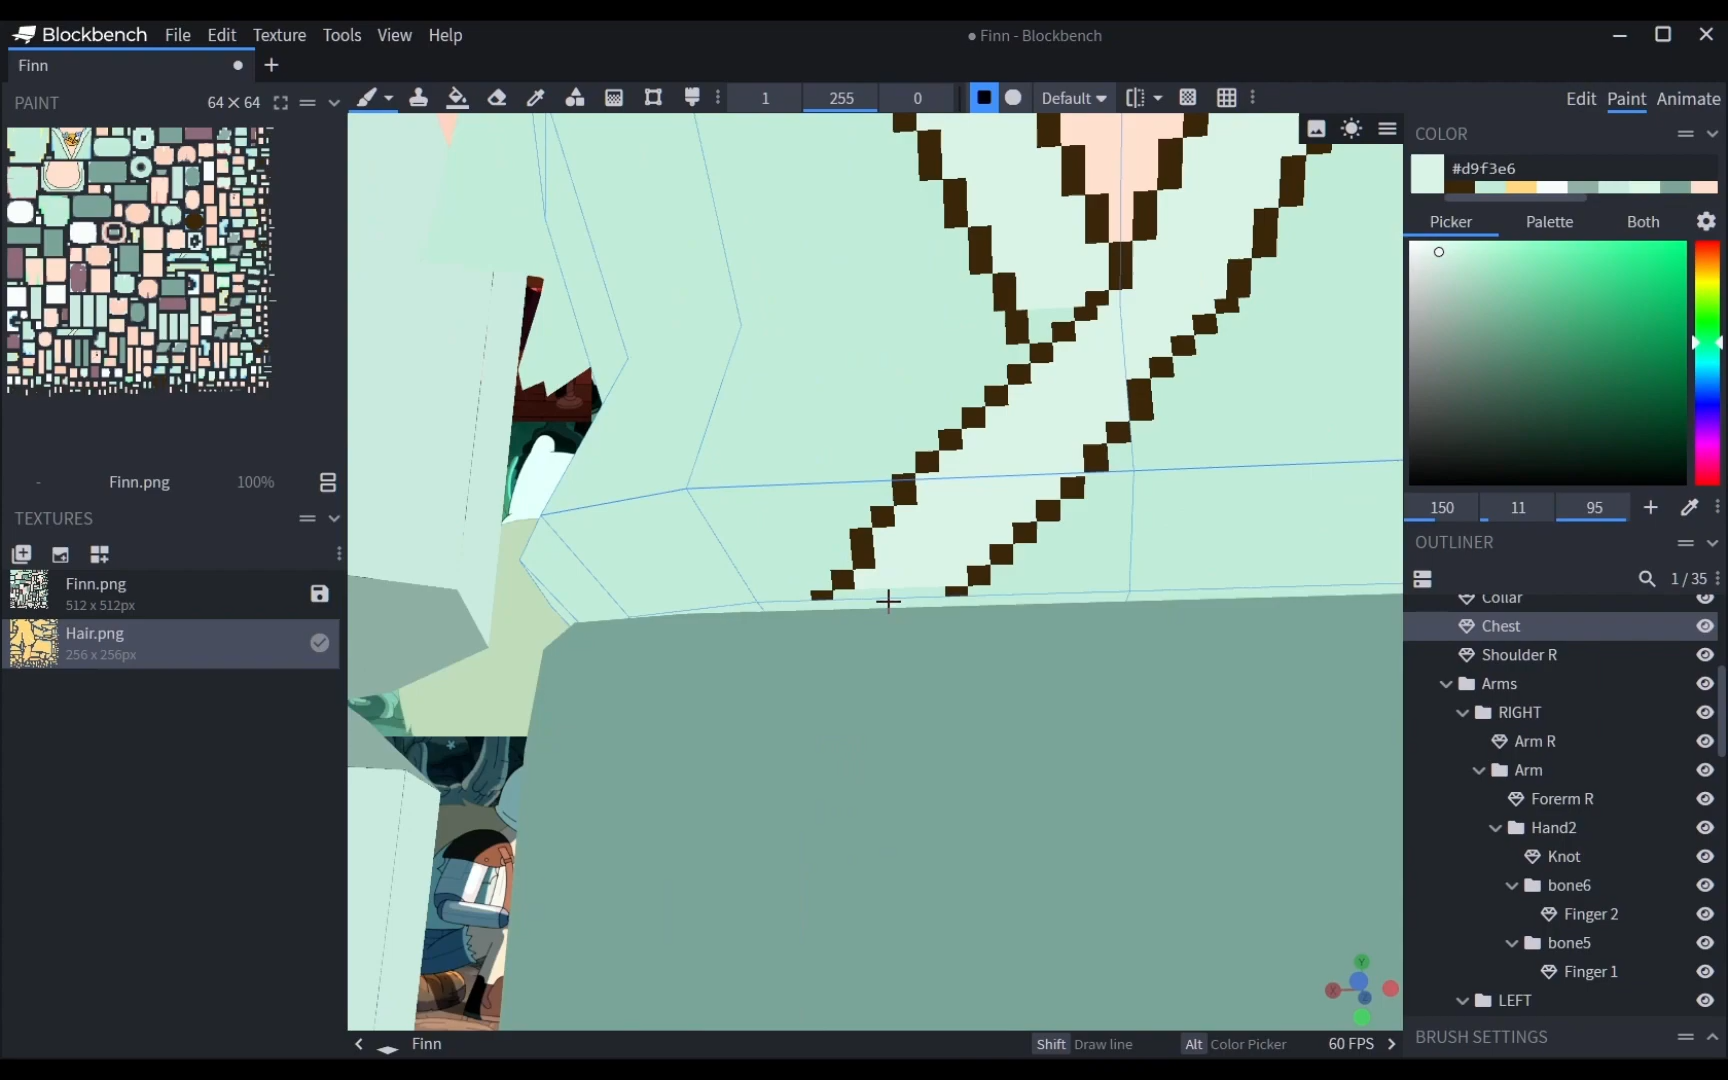 Blockbench File Edit Texture Tools View Help
Finn - Blockbench
Finn
PAINT 64×64
1 255 0 Default
Edit Paint Animate
COLOR
#d9f3e6
Picker Palette Both
- Finn.png 100%
150 11 95
TEXTURES
Finn.png
512 x 512px
Hair.png
256 x 256px
OUTLINER
1 / 35
Collar
Chest
Shoulder R
Arms
RIGHT
Arm R
Arm
Forerm R
Hand2
Knot
bone6
Finger 2
bone5
Finger 1
LEFT
Y
Finn
Shift Draw line Alt Color Picker 60 FPS
BRUSH SETTINGS